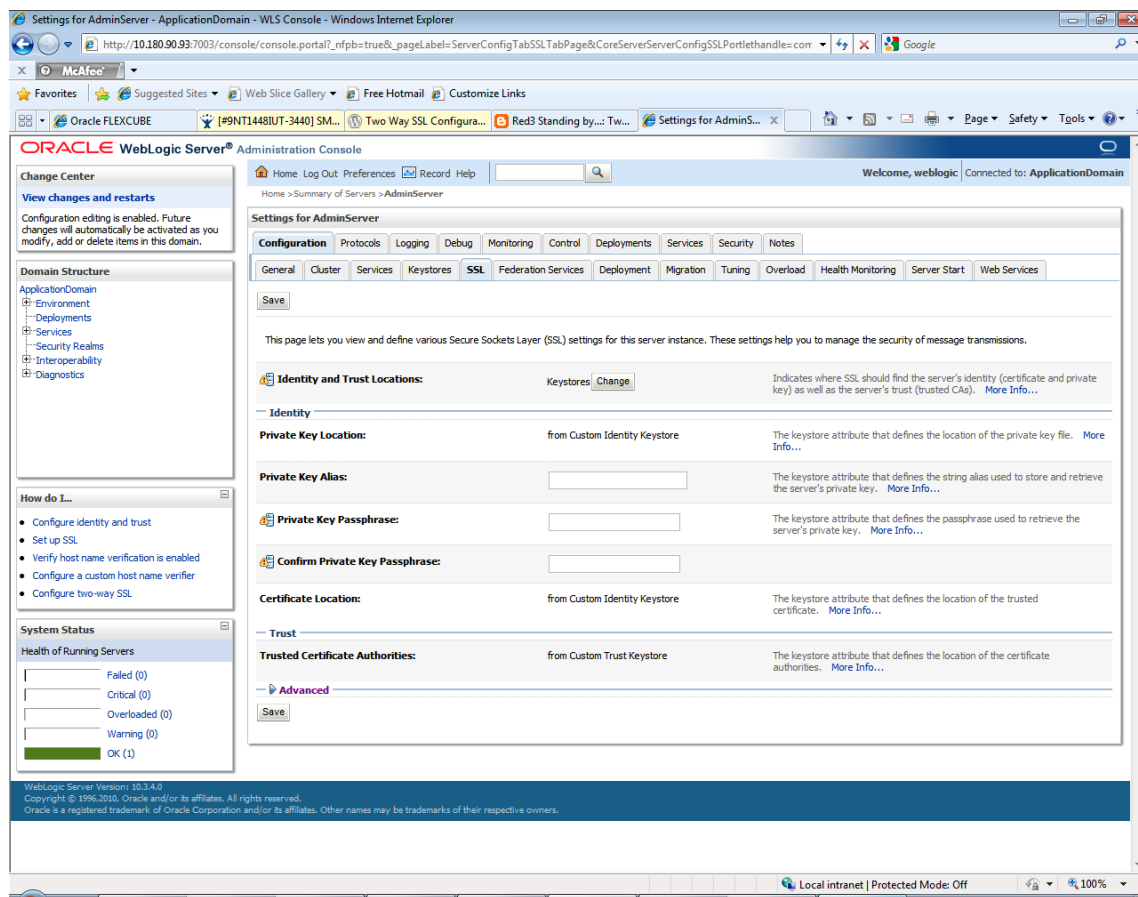 Settings for AdminServer - ApplicationDomain - WLS Console - Windows Internet Explorer
http://10.180.90.93:7003/console/console.portal?_nfpb=true&_pageLabel=ServerConfigTabSSLTabPage&CoreServerServerConfigSSLPortlethandle=com
Google
x McAfee
Favorites Suggested Sites Web Slice Gallery Free Hotmail Customize Links
Oracle FLEXCUBE [#9NT1448IUT-3440] SM... Two Way SSL Configura... Red3 Standing by...: Tw... Settings for AdminS... x Page Safety Tools
ORACLE WebLogic Server® Administration Console
Change Center
View changes and restarts
Configuration editing is enabled. Future
changes will automatically be activated as you
modify, add or delete items in this domain.
Domain Structure
ApplicationDomain
Environment
Deployments
Services
Security Realms
Interoperability
Diagnostics
How do I...
Configure identity and trust
Set up SSL
Verify host name verification is enabled
Configure a custom host name verifier
Configure two-way SSL
System Status
Health of Running Servers
Failed (0)
Critical (0)
Overloaded (0)
Warning (0)
OK (1)
Home Log Out Preferences Record Help
Welcome, weblogic Connected to: ApplicationDomain
Home >Summary of Servers >AdminServer
Settings for AdminServer
Configuration Protocols Logging Debug Monitoring Control Deployments Services Security Notes
General Cluster Services Keystores SSL Federation Services Deployment Migration Tuning Overload Health Monitoring Server Start Web Services
Save
This page lets you view and define various Secure Sockets Layer (SSL) settings for this server instance. These settings help you to manage the security of message transmissions.
Identity and Trust Locations:
Keystores Change
Indicates where SSL should find the server's identity (certificate and private
key) as well as the server's trust (trusted CAs). More Info...
Identity
Private Key Location:
from Custom Identity Keystore
The keystore attribute that defines the location of the private key file. More
Info...
Private Key Alias:
The keystore attribute that defines the string alias used to store and retrieve
the server's private key. More Info...
Private Key Passphrase:
The keystore attribute that defines the passphrase used to retrieve the
server's private key. More Info...
Confirm Private Key Passphrase:
Certificate Location:
from Custom Identity Keystore
The keystore attribute that defines the location of the trusted
certificate. More Info...
Trust
Trusted Certificate Authorities:
from Custom Trust Keystore
The keystore attribute that defines the location of the certificate
authorities. More Info...
Advanced
Save
WebLogic Server Version: 10.3.4.0
Copyright © 1996,2010, Oracle and/or its affiliates. All rights reserved.
Oracle is a registered trademark of Oracle Corporation and/or its affiliates. Other names may be trademarks of their respective owners.
Local intranet | Protected Mode: Off
100%